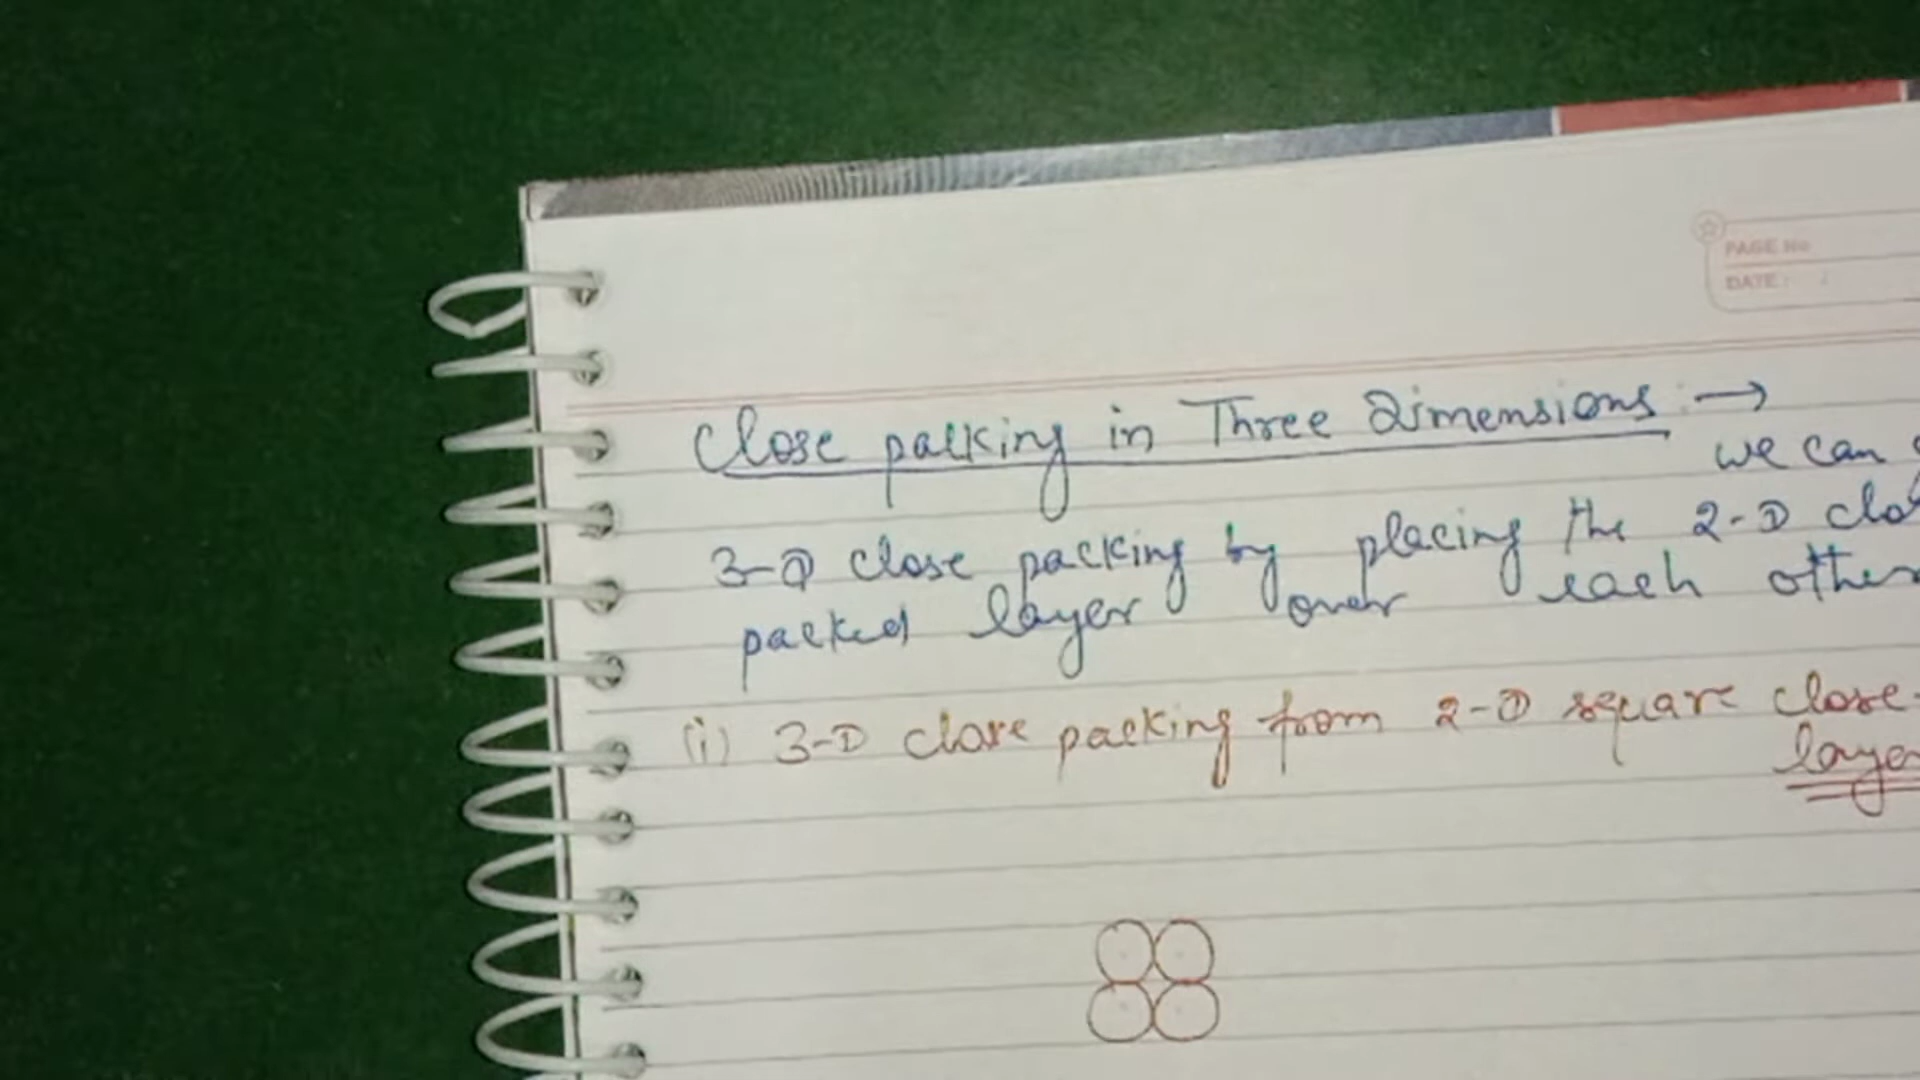 PAGE No
DATE:
Close packing in Three Dimensions :→
we can
3-D close packing by placing the 2-D clo
packed layer over each other
(i) 3-D close packing from 2-D square close-
layer